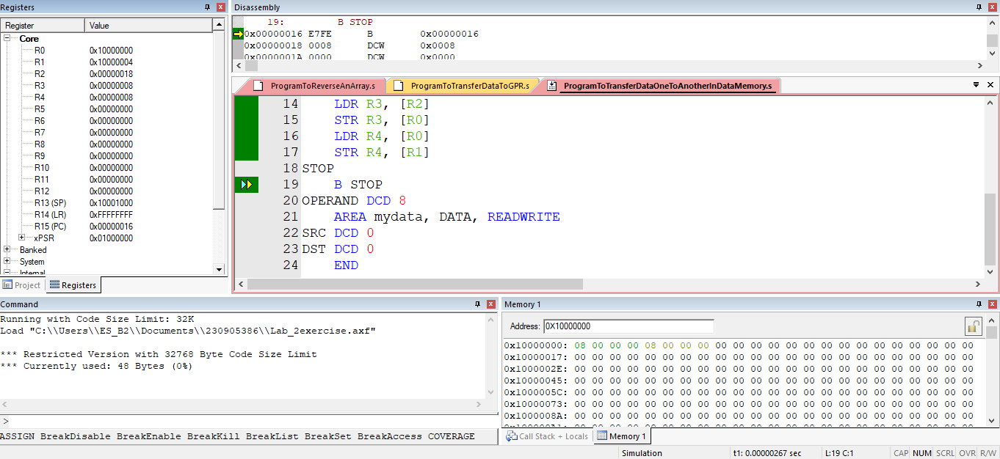 Registers
Register Value
Core
R0 0x10000000
R1 0x10000004
R2 0x00000018
R3 0x00000008
R4 0x00000008
R5 0x00000000
R6 0x00000000
R7 0x00000000
R8 0x00000000
R9 0x00000000
R10 0x00000000
R11 0x00000000
R12 0x00000000
R13 (SP) 0x10001000
R14 (LR) 0xFFFFFFFF
R15 (PC) 0x00000016
xPSR 0x01000000
Banked
System
Internal
Project Registers
Disassembly
19: B STOP
0x00000016 E7FE B 0x00000016
0x00000018 0008 DCW 0x0008
0x0000001A 0000 DCW 0x0000
ProgramToReverseAnArray.s ProgramToTransferDataToGPR.s ProgramToTransferDataOneToAnotherInDataMemory.s
14 LDR R3, [R2]
15 STR R3, [R0]
16 LDR R4, [R0]
17 STR R4, [R1]
18 STOP
19 B STOP
20 OPERAND DCD 8
21 AREA mydata, DATA, READWRITE
22 SRC DCD 0
23 DST DCD 0
24 END
Command
Running with Code Size Limit: 32K
Load "C:\\Users\\ES_B2\\Documents\\230905386\\Lab_2exercise.axf"
*** Restricted Version with 32768 Byte Code Size Limit
*** Currently used: 48 Bytes (0%)
>
ASSIGN BreakDisable BreakEnable BreakKill BreakList BreakSet BreakAccess COVERAGE
Memory 1
Address: 0X10000000
0x10000000: 08 00 00 00 08 00 00 00 00 00 00 00 00 00 00 00 00 00 00 00 00 00 00
0x10000017: 00 00 00 00 00 00 00 00 00 00 00 00 00 00 00 00 00 00 00 00 00 00 00
0x1000002E: 00 00 00 00 00 00 00 00 00 00 00 00 00 00 00 00 00 00 00 00 00 00 00
0x10000045: 00 00 00 00 00 00 00 00 00 00 00 00 00 00 00 00 00 00 00 00 00 00 00
0x1000005C: 00 00 00 00 00 00 00 00 00 00 00 00 00 00 00 00 00 00 00 00 00 00 00
0x10000073: 00 00 00 00 00 00 00 00 00 00 00 00 00 00 00 00 00 00 00 00 00 00 00
0x1000008A: 00 00 00 00 00 00 00 00 00 00 00 00 00 00 00 00 00 00 00 00 00 00 00
Call Stack + Locals Memory 1
Simulation t1: 0.00000267 sec L:19 C:1 CAP NUM SCRL OVR R/W